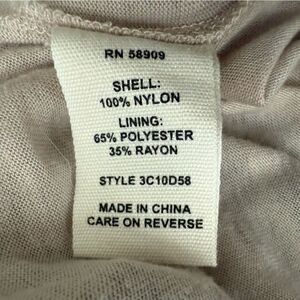 RN 58909
SHELL:
100% NYLON
LINING:
65% POLYESTER
35% RAYON
STYLE 3C10D58
MADE IN CHINA
CARE ON REVERSE